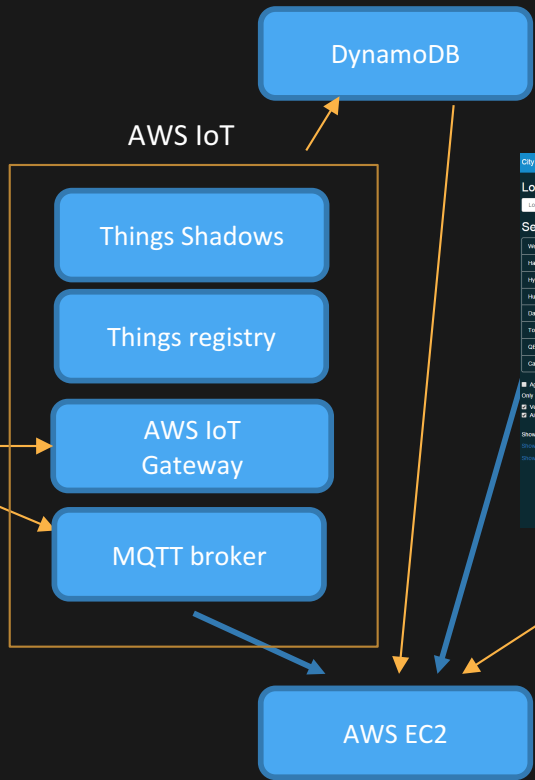 DynamoDB
AWS IoT
Things Shadows
Things registry
AWS IoT
Gateway
MQTT broker
AWS EC2
City
Lo
Se